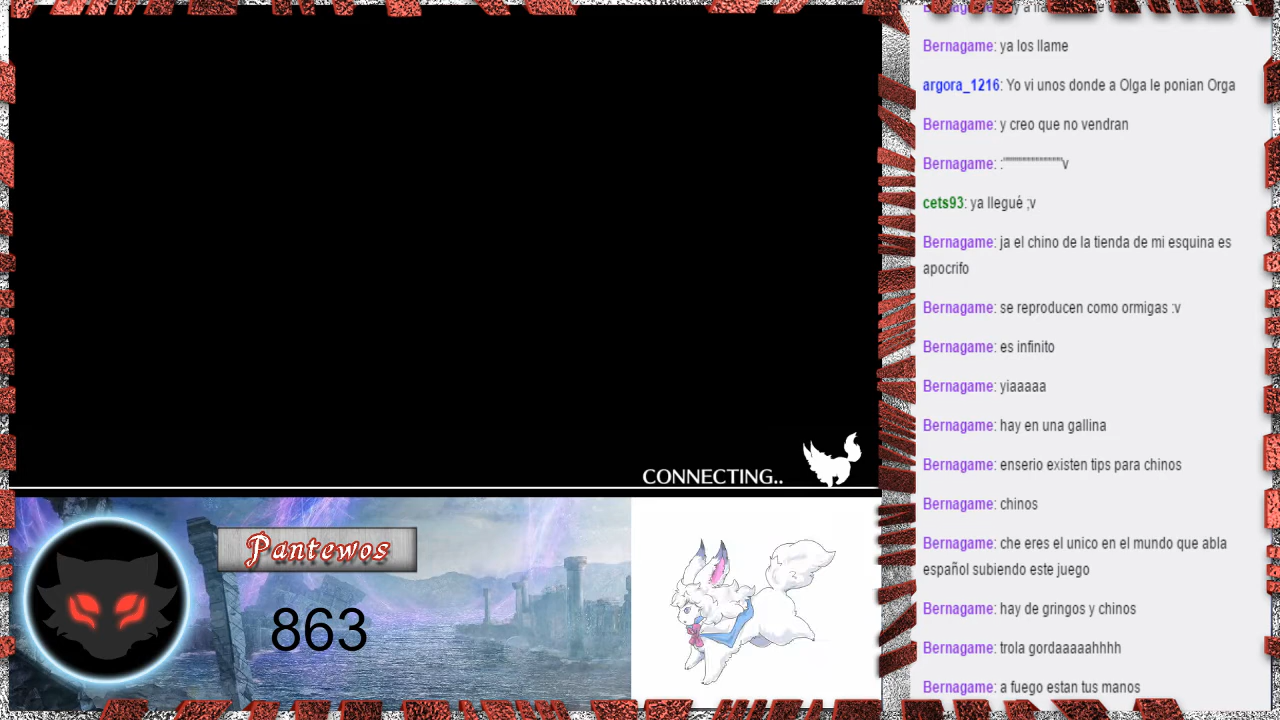 Bernagame: ya los llame
argora_1216: Yo vi unos donde a Olga le ponian Orga
Bernagame: y creo que no vendran
Bernagame: :''''''''''''''''''''''''''''''v
cets93: ya llegué ;v
Bernagame: ja el chino de la tienda de mi esquina es
apocrifo
Bernagame: se reproducen como ormigas :v
Bernagame: es infinito
Bernagame: yiaaaaa
Bernagame: hay en una gallina
Bernagame: enserio existen tips para chinos
Bernagame: chinos
Bernagame: che eres el unico en el mundo que abla
español subiendo este juego
Bernagame: hay de gringos y chinos
Bernagame: trola gordaaaaahhhh
Bernagame: a fuego estan tus manos
CONNECTING..
Pantewos
863